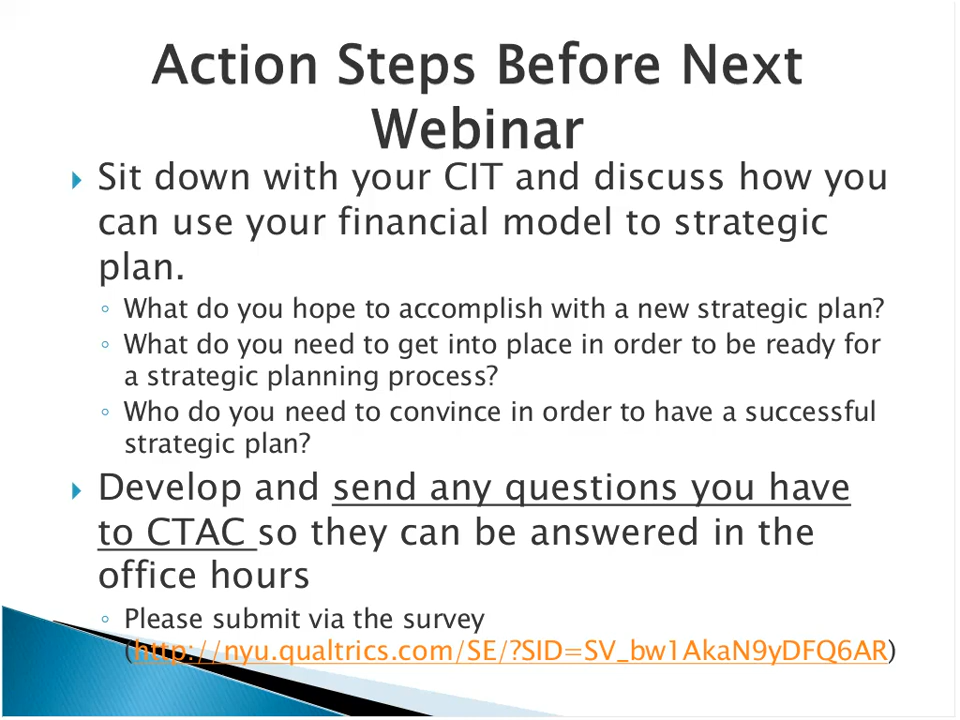 Action Steps Before Next
Webinar
Sit down with your CIT and discuss how you
can use your financial model to strategic
plan.
What do you hope to accomplish with a new strategic plan?
What do you need to get into place in order to be ready for
a strategic planning process?
Who do you need to convince in order to have a successful
strategic plan?
Develop and send any questions you have
to CTAC so they can be answered in the
office hours
Please submit via the survey
(http://nyu.qualtrics.com/SE/?SID=SV_bw1AkaN9yDFQ6AR)